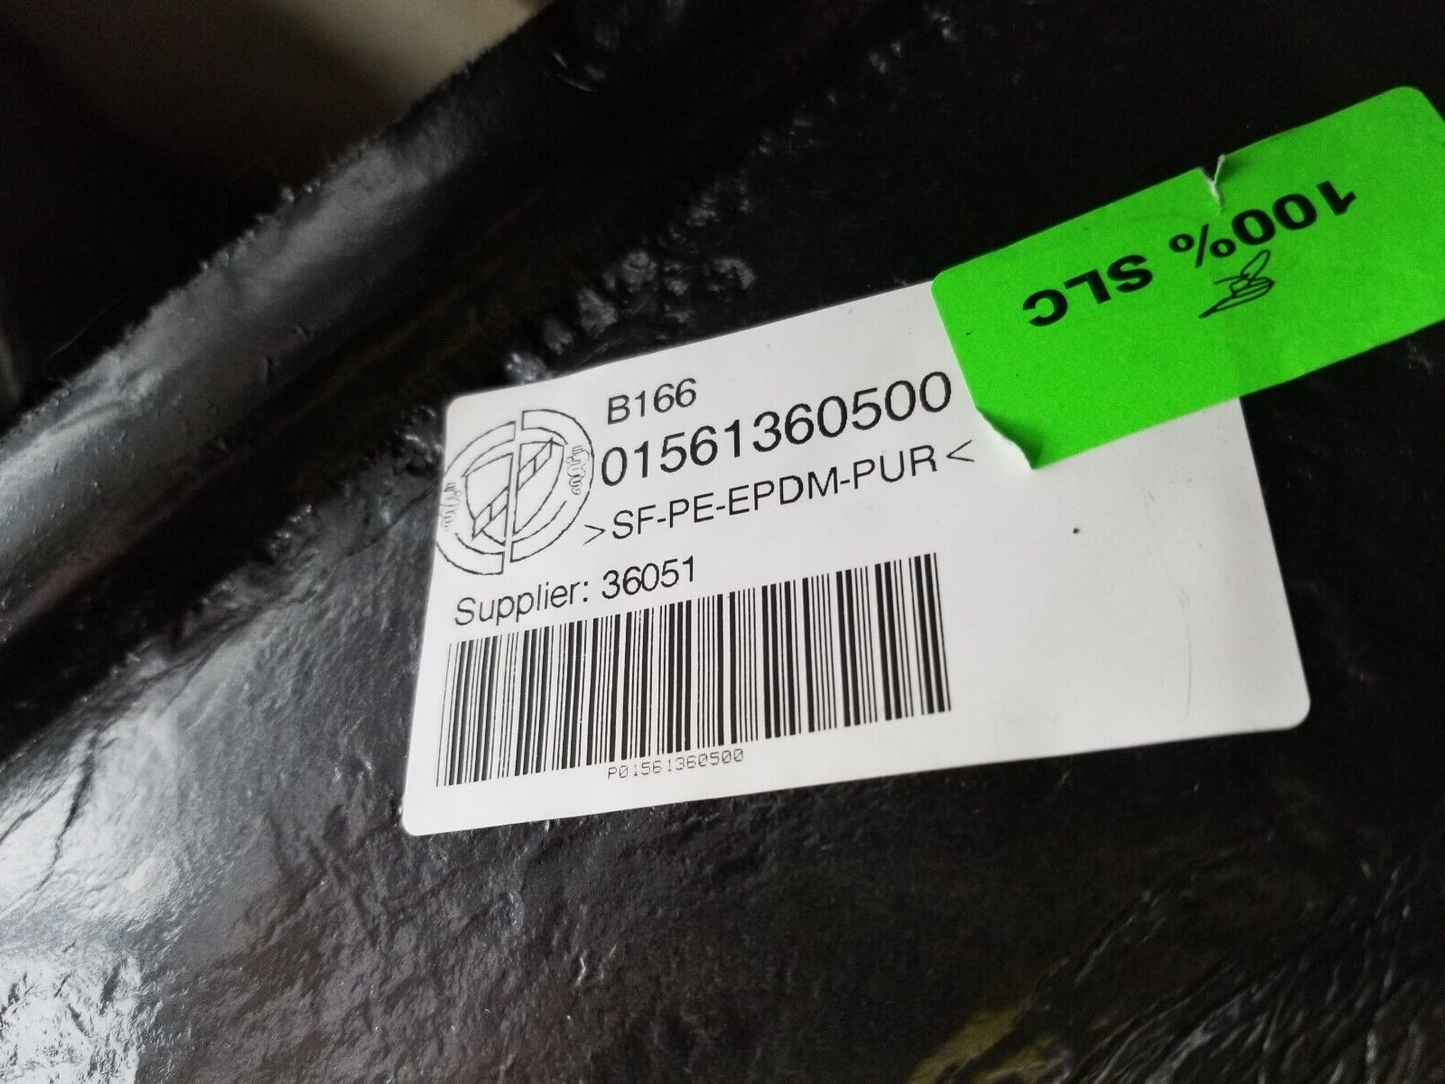 100% SLC
B166
01561360500
>SF-PE-EPDM-PUR<
Supplier: 36051
P01561360500